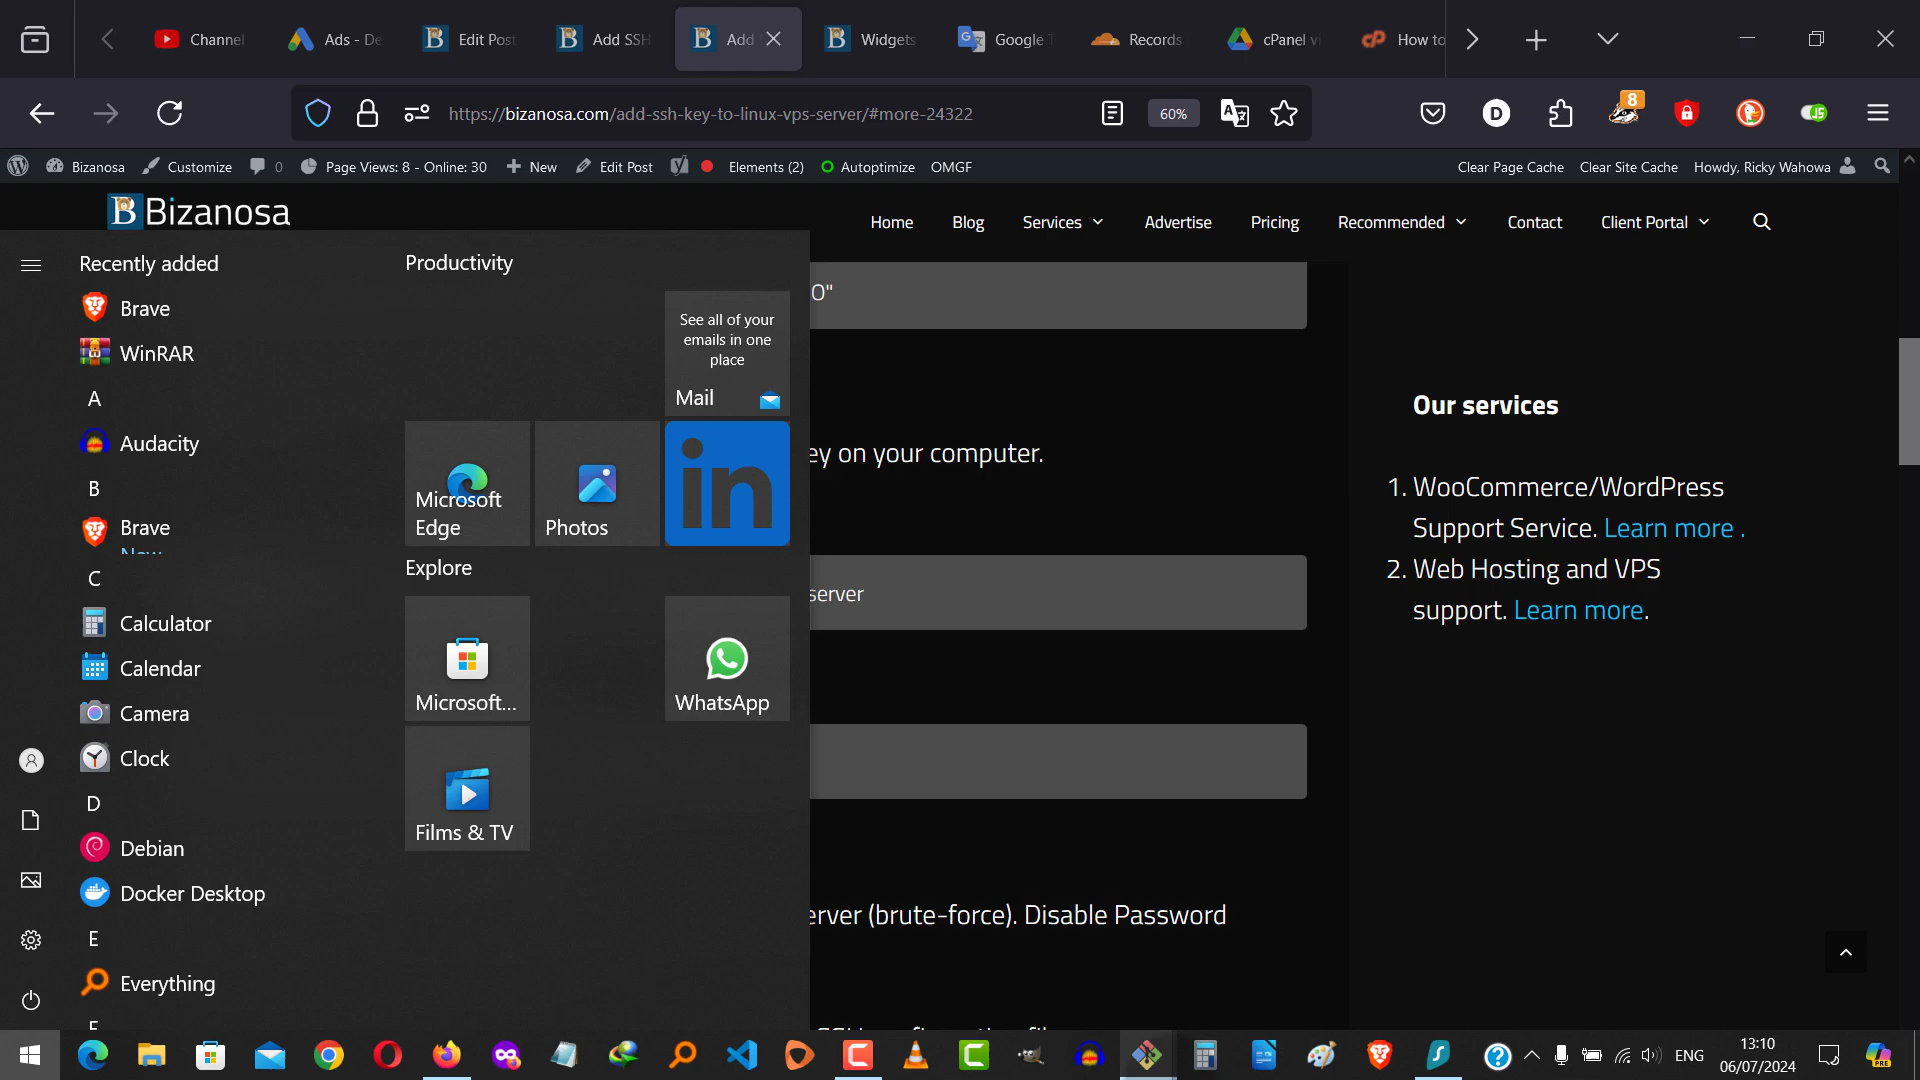 Channel
Ads - De
Edit Post
Add SSH
Add
Widgets
Google T
Records
cPanel vi
How to
https://bizanosa.com/add-ssh-key-to-linux-vps-server/#more-24322
60%
8
Bizanosa
Customize
0
Page Views: 8 - Online: 30
New
Edit Post
Elements (2)
Autoptimize
OMGF
Clear Page Cache
Clear Site Cache
Howdy, Ricky Wahowa
Bizanosa
Home
Blog
Services
Advertise
Pricing
Recommended
Contact
Client Portal
Recently added
Brave
WinRAR
A
Audacity
B
Brave
New
C
Calculator
Calendar
Camera
Clock
D
Debian
Docker Desktop
E
Everything
F
Productivity
See all of your
emails in one
place
Mail
Microsoft
Edge
Photos
in
Explore
Microsoft...
WhatsApp
Films & TV
0"
ey on your computer.
server
erver (brute-force). Disable Password
Our services
1. WooCommerce/WordPress
Support Service. Learn more .
2. Web Hosting and VPS
support. Learn more.
ENG
13:10
06/07/2024